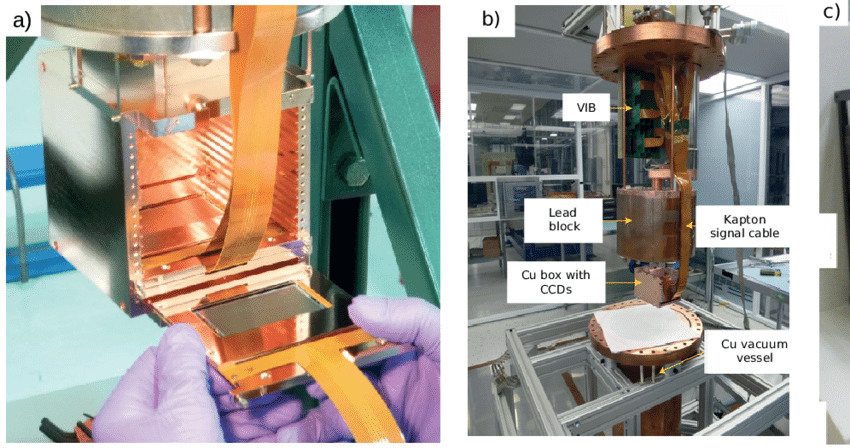 a)
b)
c)
VIB
Lead
block
Kapton
signal cable
Cu box with
CCDs
Cu vacuum
vessel